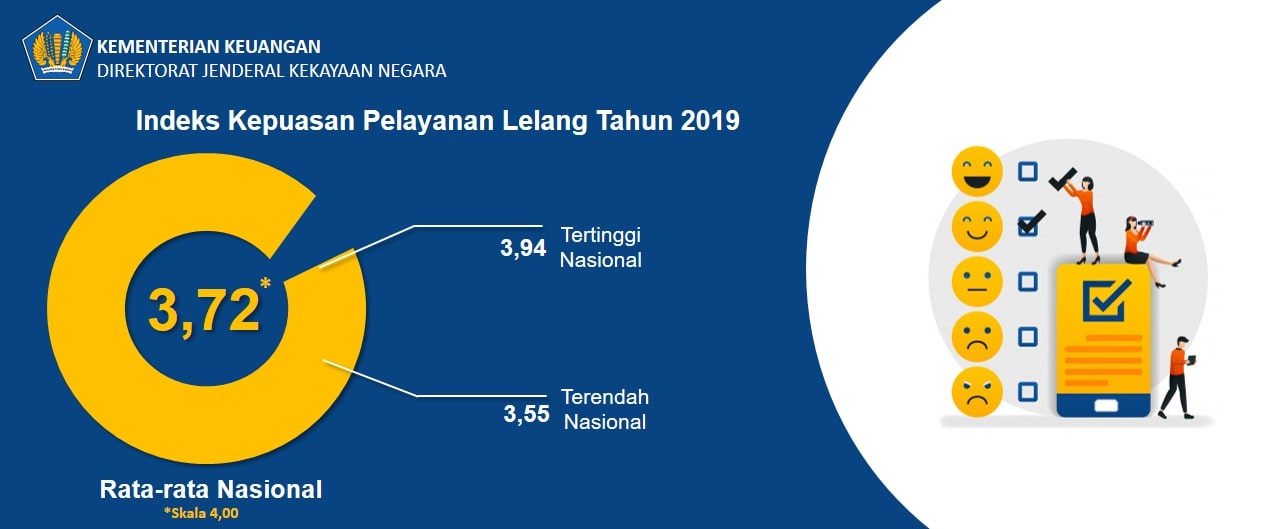 KEMENTERIAN KEUANGAN
DIREKTORAT JENDERAL KEKAYAAN NEGARA
Indeks Kepuasan Pelayanan Lelang Tahun 2019
3,72*
3,94 Tertinggi
Nasional
3,55 Terendah
Nasional
Rata-rata Nasional
*Skala 4,00